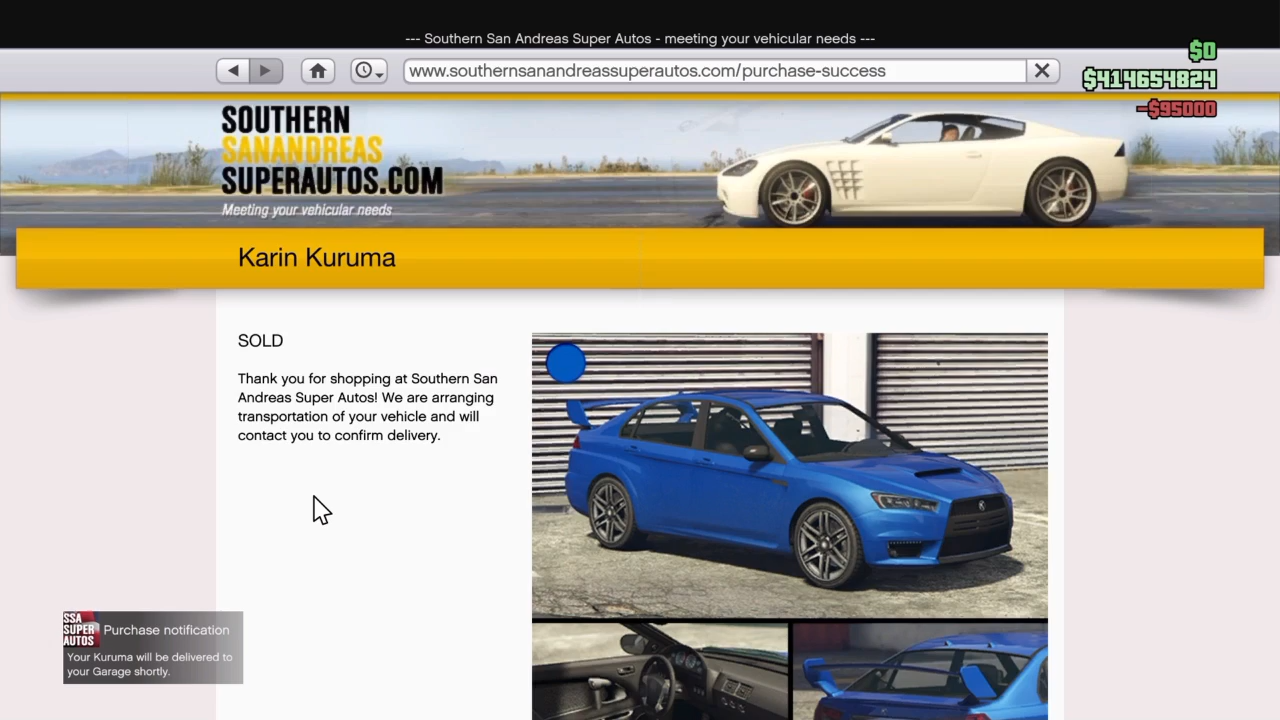 --- Southern San Andreas Super Autos - meeting your vehicular needs ---
$0
www.southernsanandreassuperautos.com/purchase-success
$414654824
-$95000
SOUTHERN
SANANDREAS
SUPERAUTOS.COM
Meeting your vehicular needs
Karin Kuruma
SOLD
Thank you for shopping at Southern San
Andreas Super Autos! We are arranging
transportation of your vehicle and will
contact you to confirm delivery.
SSA
SUPER
AUTOS
Purchase notification
Your Kuruma will be delivered to
your Garage shortly.